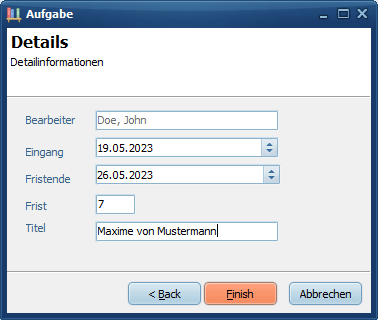 Aufgabe
Details
Detailinformationen
Bearbeiter Doe, John
Eingang 19.05.2023
Fristende 26.05.2023
Frist 7
Titel Maxime von Mustermann
< Back Finish Abbrechen